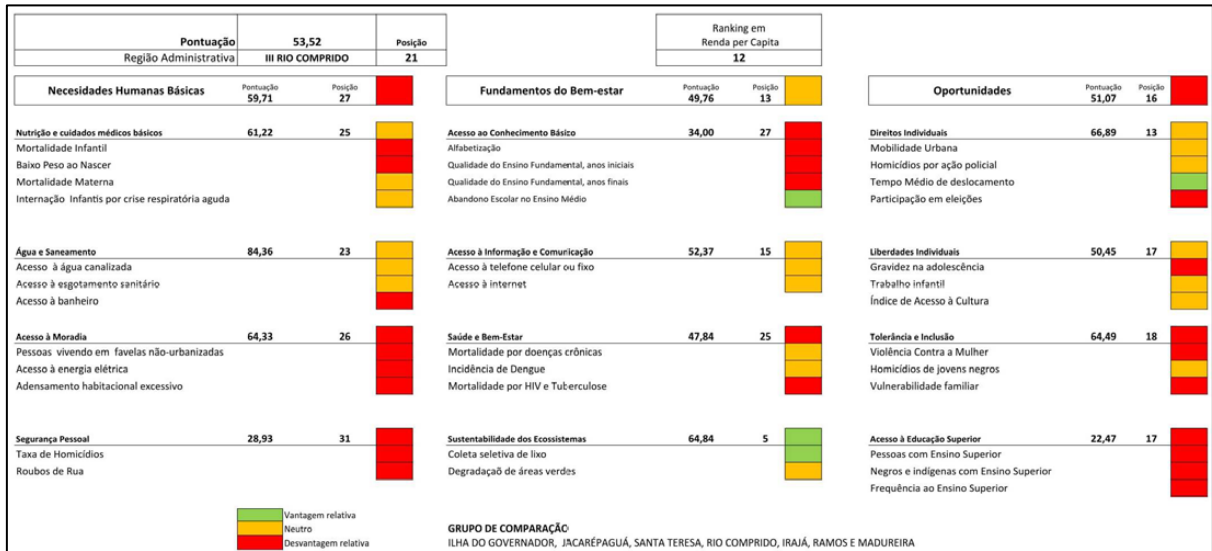 Pontuação 53,52 Posição
Região Administrativa III RIO COMPRIDO 21
Ranking em
Renda per Capita
12
Necesidades Humanas Básicas Pontuação 59,71 Posição 27
Nutrição e cuidados médicos básicos 61,22 25
Mortalidade Infantil
Baixo Peso ao Nascer
Mortalidade Materna
Internação Infantis por crise respiratória aguda
Água e Saneamento 84,36 23
Acesso à água canalizada
Acesso à esgotamento sanitário
Acesso à banheiro
Acesso à Moradia 64,33 26
Pessoas vivendo em favelas não-urbanizadas
Acesso à energia elétrica
Adensamento habitacional excessivo
Segurança Pessoal 28,93 31
Taxa de Homicídios
Roubos de Rua
Fundamentos do Bem-estar Pontuação 49,76 Posição 13
Acesso ao Conhecimento Básico 34,00 27
Alfabetização
Qualidade do Ensino Fundamental, anos iniciais
Qualidade do Ensino Fundamental, anos finais
Abandono Escolar no Ensino Médio
Acesso à Informação e Comunicação 52,37 15
Acesso à telefone celular ou fixo
Acesso à internet
Saúde e Bem-Estar 47,84 25
Mortalidade por doenças crônicas
Incidência de Dengue
Mortalidade por HIV e Tuberculose
Sustentabilidade dos Ecossistemas 64,84 5
Coleta seletiva de lixo
Degradação de áreas verdes
Oportunidades Pontuação 51,07 Posição 16
Direitos Individuais 66,89 13
Mobilidade Urbana
Homicídios por ação policial
Tempo Médio de deslocamento
Participação em eleições
Liberdades Individuais 50,45 17
Gravidez na adolescência
Trabalho infantil
Índice de Acesso à Cultura
Tolerância e Inclusão 64,49 18
Violência Contra a Mulher
Homicídios de jovens negros
Vulnerabilidade familiar
Acesso à Educação Superior 22,47 17
Pessoas com Ensino Superior
Negros e indígenas com Ensino Superior
Frequência ao Ensino Superior
Vantagem relativa
Neutro
Desvantagem relativa
GRUPO DE COMPARAÇÃO:
ILHA DO GOVERNADOR, JACARÉPAGUÁ, SANTA TERESA, RIO COMPRIDO, IRAJÁ, RAMOS E MADUREIRA